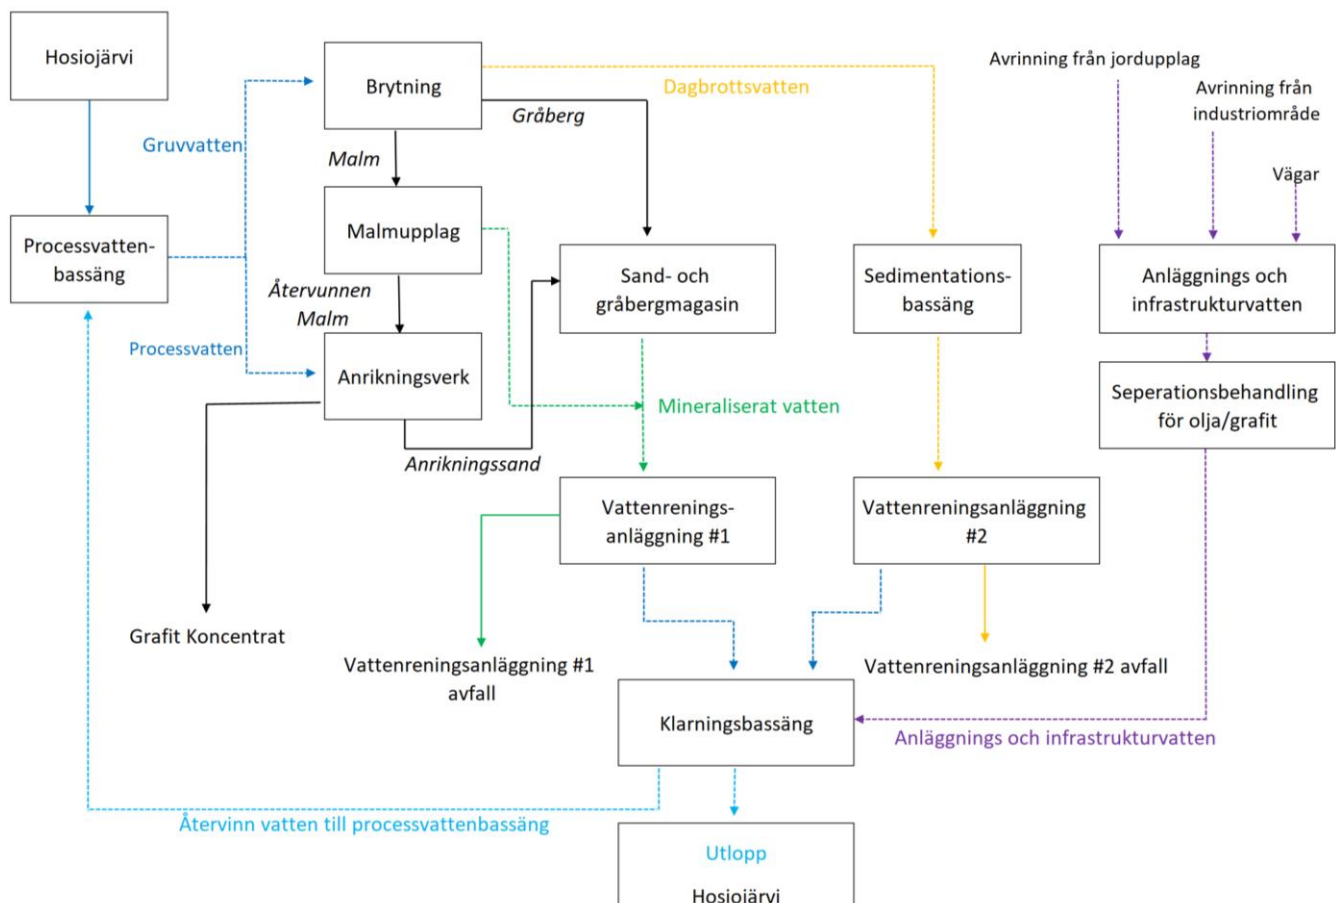 Hosiojärvi
Brytning
Dagbrottsvatten
Gråberg
Avrinning från jordupplag
Avrinning från
industriområde
Vägar
Gruvvatten
Malm
Processvatten-
bassäng
Malmupplag
Återvunnen
Malm
Sand- och
gråbergmagasin
Sedimentations-
bassäng
Anläggnings och
infrastrukturvatten
Processvatten
Anrikningsverk
Mineraliserat vatten
Seperationsbehandling
för olja/grafit
Anrikningssand
Vattenrenings-
anläggning #1
Vattenreningsanläggning
#2
Grafit Koncentrat
Vattenreningsanläggning #1
avfall
Vattenreningsanläggning #2 avfall
Klarningsbassäng
Anläggnings och infrastrukturvatten
Återvinn vatten till processvattenbassäng
Utlopp
Hosiojärvi